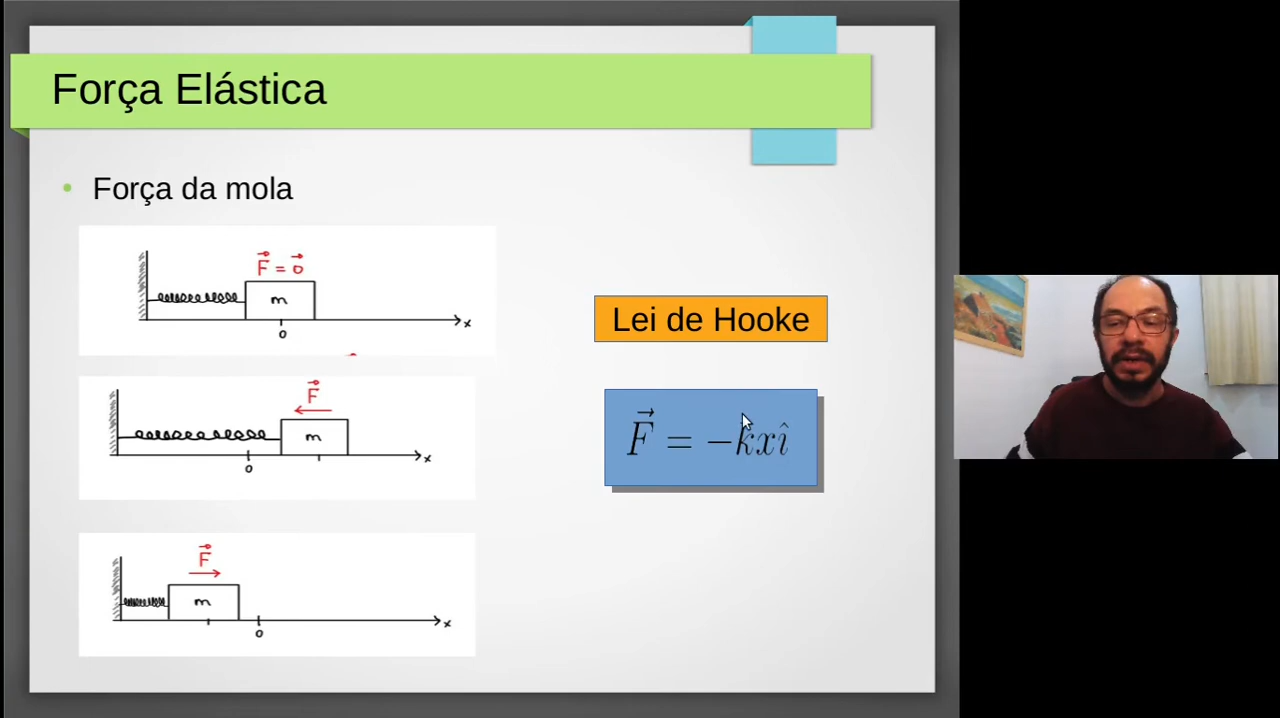 Força Elástica
• Força da mola
F⃗ = 0⃗
m
0
x
F⃗
m
0
x
F⃗
m
0
x
Lei de Hooke
F⃗ = −kxî